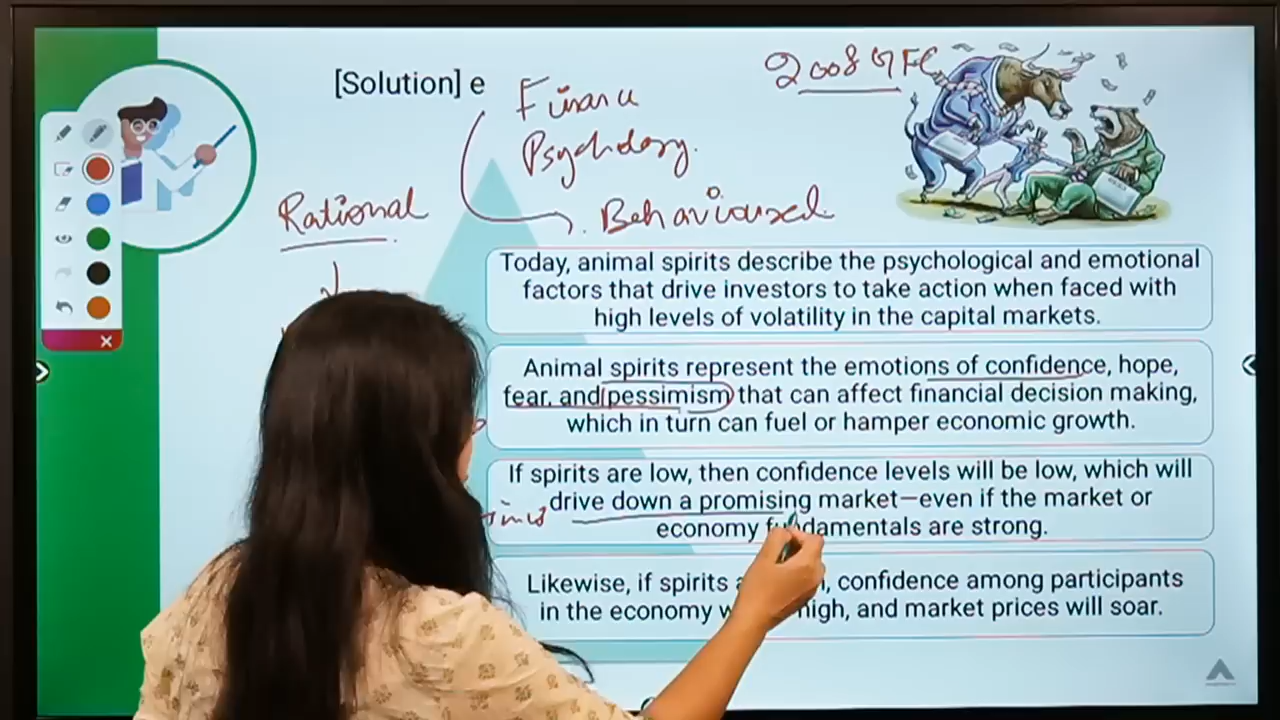 [Solution] e
2008 GFC
Finance
Psychology.
Rational
Behavioural
Today, animal spirits describe the psychological and emotional
factors that drive investors to take action when faced with
high levels of volatility in the capital markets.
Animal spirits represent the emotions of confidence, hope,
fear, and pessimism that can affect financial decision making,
which in turn can fuel or hamper economic growth.
If spirits are low, then confidence levels will be low, which will
drive down a promising market—even if the market or
economy fundamentals are strong.
Likewise, if spirits , confidence among participants
in the economy high, and market prices will soar.